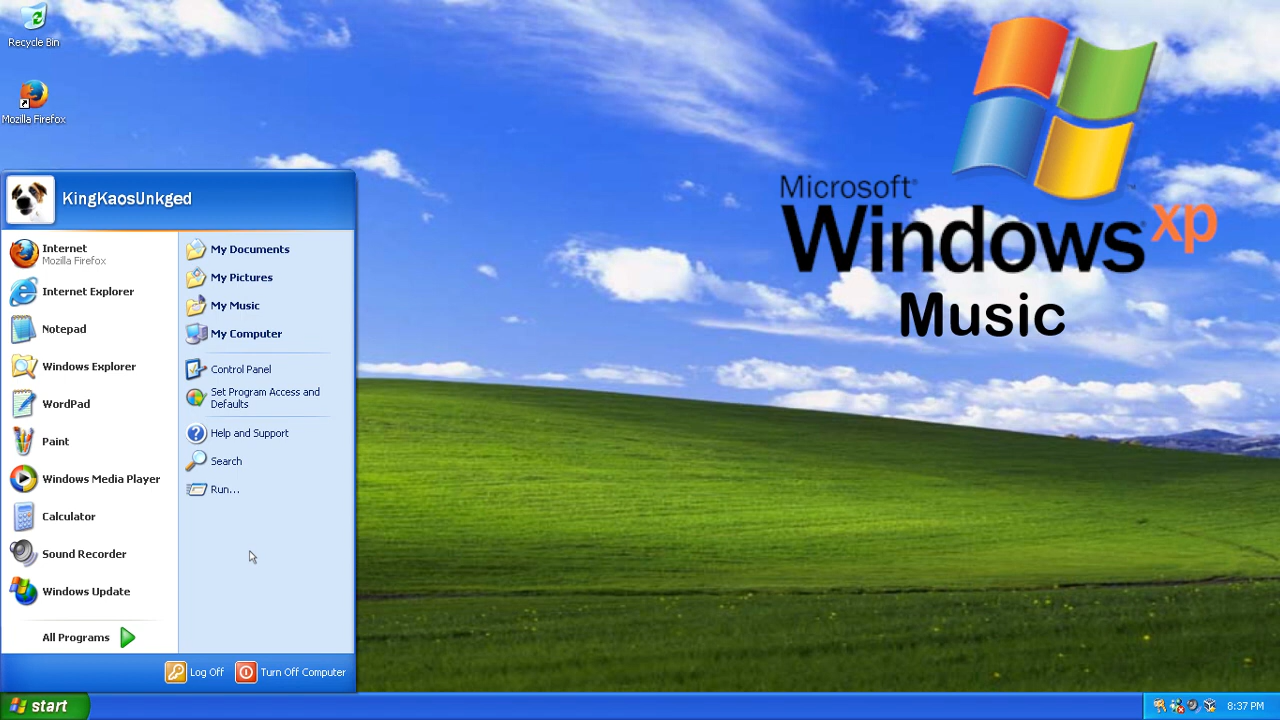 Recycle Bin
Mozilla Firefox
Microsoft®
Windows xp
Music
KingKaosUnkged
Internet
Mozilla Firefox
Internet Explorer
Notepad
Windows Explorer
WordPad
Paint
Windows Media Player
Calculator
Sound Recorder
Windows Update
All Programs
My Documents
My Pictures
My Music
My Computer
Control Panel
Set Program Access and
Defaults
Help and Support
Search
Run...
Log Off
Turn Off Computer
start
8:37 PM